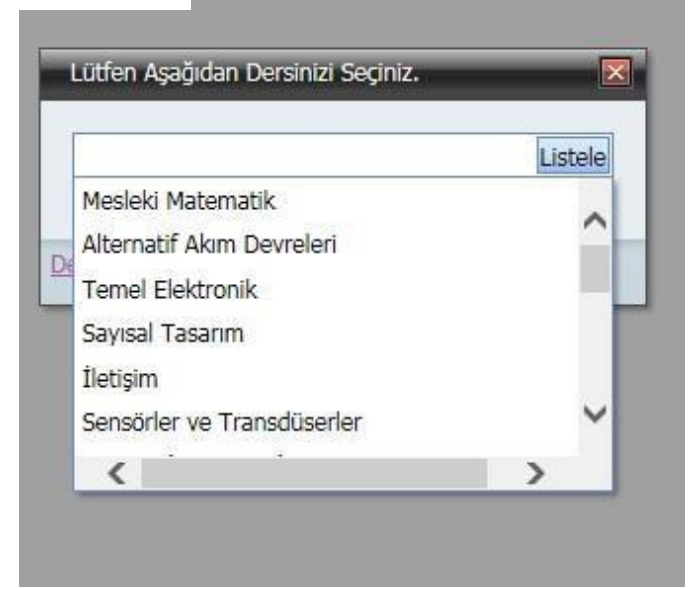 Lütfen Aşağıdan Dersinizi Seçiniz.
Listele
Mesleki Matematik
Alternatif Akım Devreleri
Temel Elektronik
Sayısal Tasarım
İletişim
Sensörler ve Transdüserler